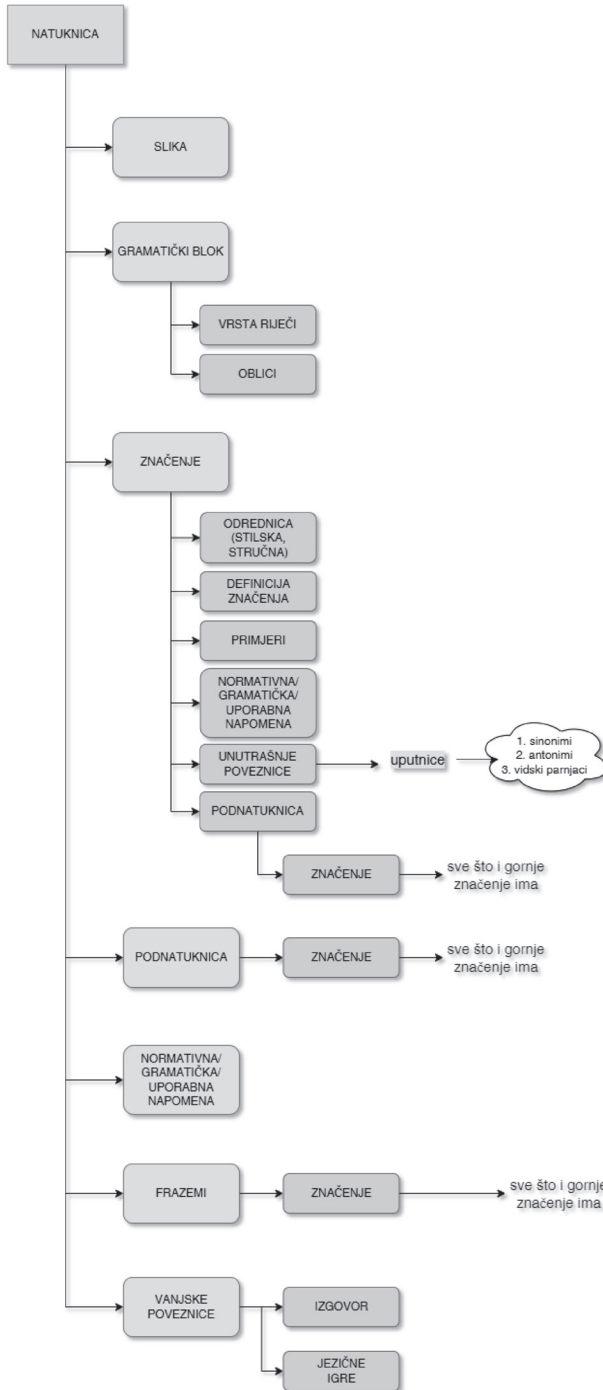 NATUKNICA
SLIKA
GRAMATIČKI BLOK
VRSTA RIJEČI
OBLICI
ZNAČENJE
ODREDNICA
(STILSKA,
STRUČNA)
DEFINICIJA
ZNAČENJA
PRIMJERI
NORMATIVNA/
GRAMATIČKA/
UPORABNA
NAPOMENA
UNUTRAŠNJE
POVEZNICE
uputnice
1. sinonimi
2. antonimi
3. vidski parnjaci
PODNATUKNICA
ZNAČENJE
sve što i gornje
značenje ima
PODNATUKNICA
ZNAČENJE
sve što i gornje
značenje ima
NORMATIVNA/
GRAMATIČKA/
UPORABNA
NAPOMENA
FRAZEMI
ZNAČENJE
sve što i gornje
značenje ima
VANJSKE
POVEZNICE
IZGOVOR
JEZIČNE
IGRE